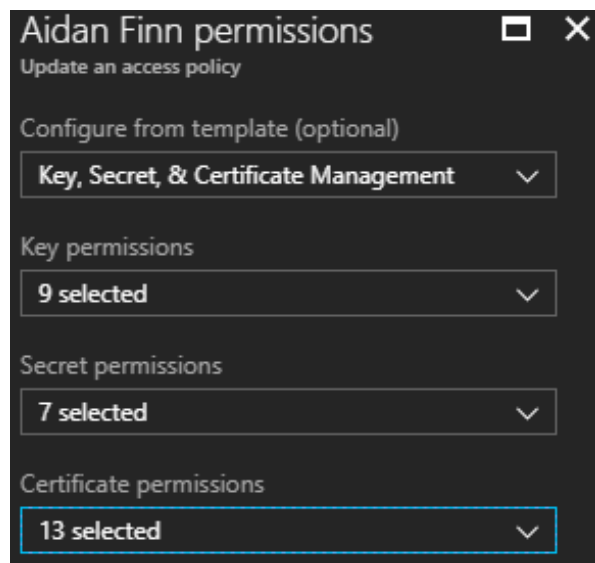 Aidan Finn permissions
Update an access policy
Configure from template (optional)
Key, Secret, & Certificate Management
Key permissions
9 selected
Secret permissions
7 selected
Certificate permissions
13 selected